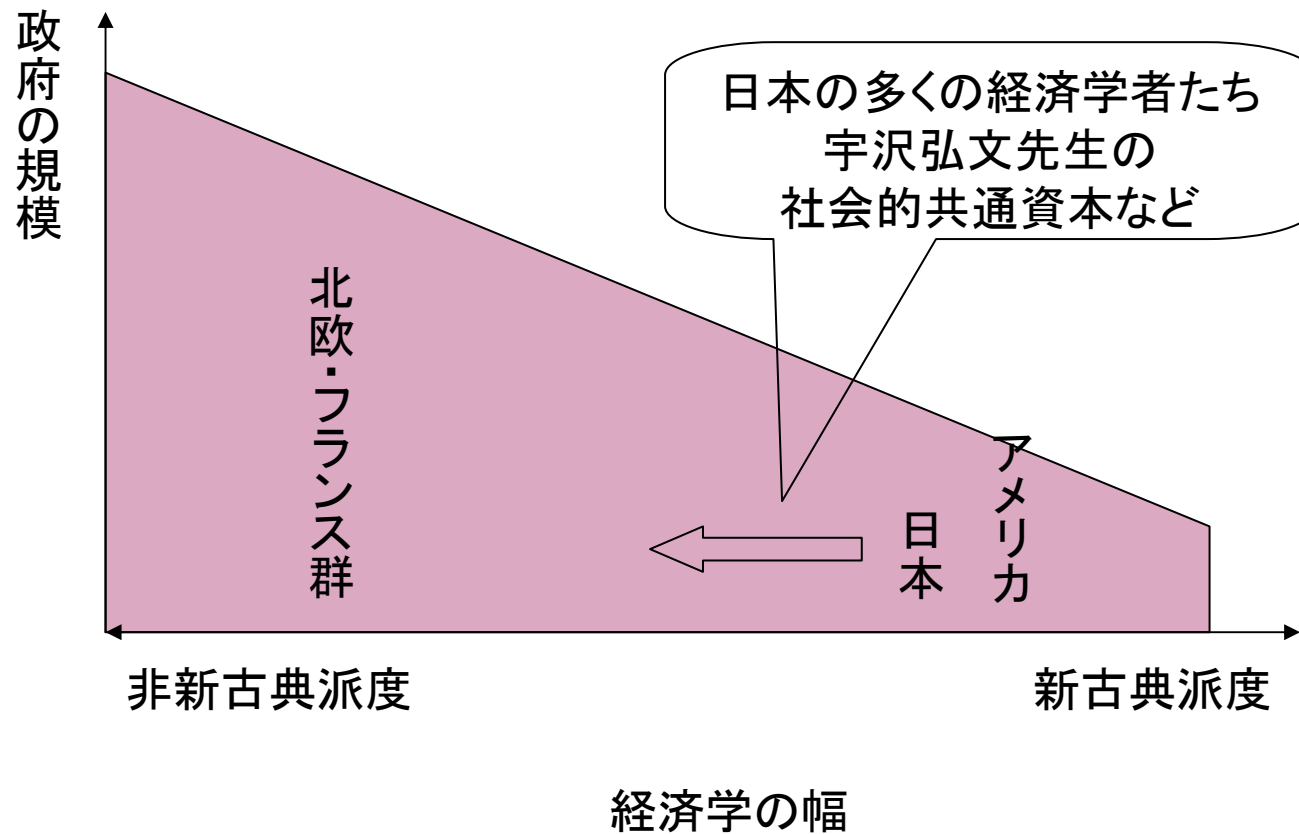 政府の規模
日本の多くの経済学者たち
宇沢弘文先生の
社会的共通資本など
北欧・フランス群
日本
アメリカ
非新古典派度
新古典派度
経済学の幅